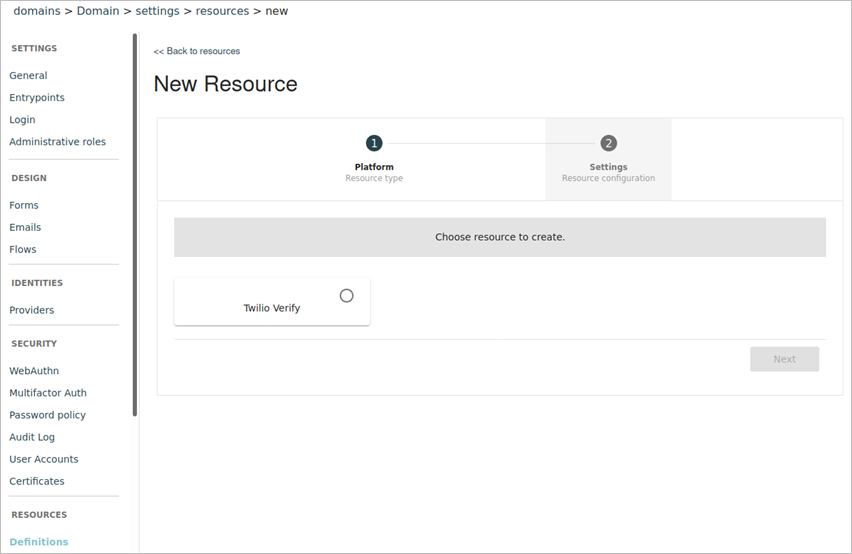 domains > Domain > settings > resources > new
SETTINGS
General
Entrypoints
Login
Administrative roles
DESIGN
Forms
Emails
Flows
IDENTITIES
Providers
SECURITY
WebAuthn
Multifactor Auth
Password policy
Audit Log
User Accounts
Certificates
RESOURCES
Definitions
<< Back to resources
New Resource
1
Platform
Resource type
2
Settings
Resource configuration
Choose resource to create.
Twilio Verify
Next